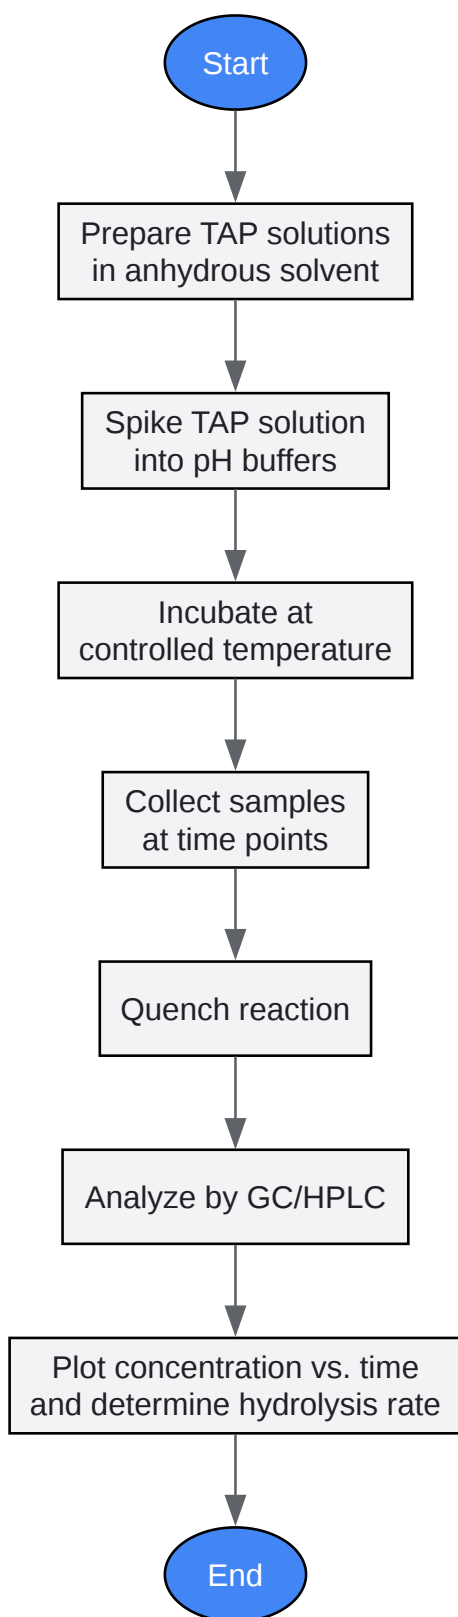 Start
Prepare TAP solutions
in anhydrous solvent
Spike TAP solution
into pH buffers
Incubate at
controlled temperature
Collect samples
at time points
Quench reaction
Analyze by GC/HPLC
Plot concentration vs. time
and determine hydrolysis rate
End